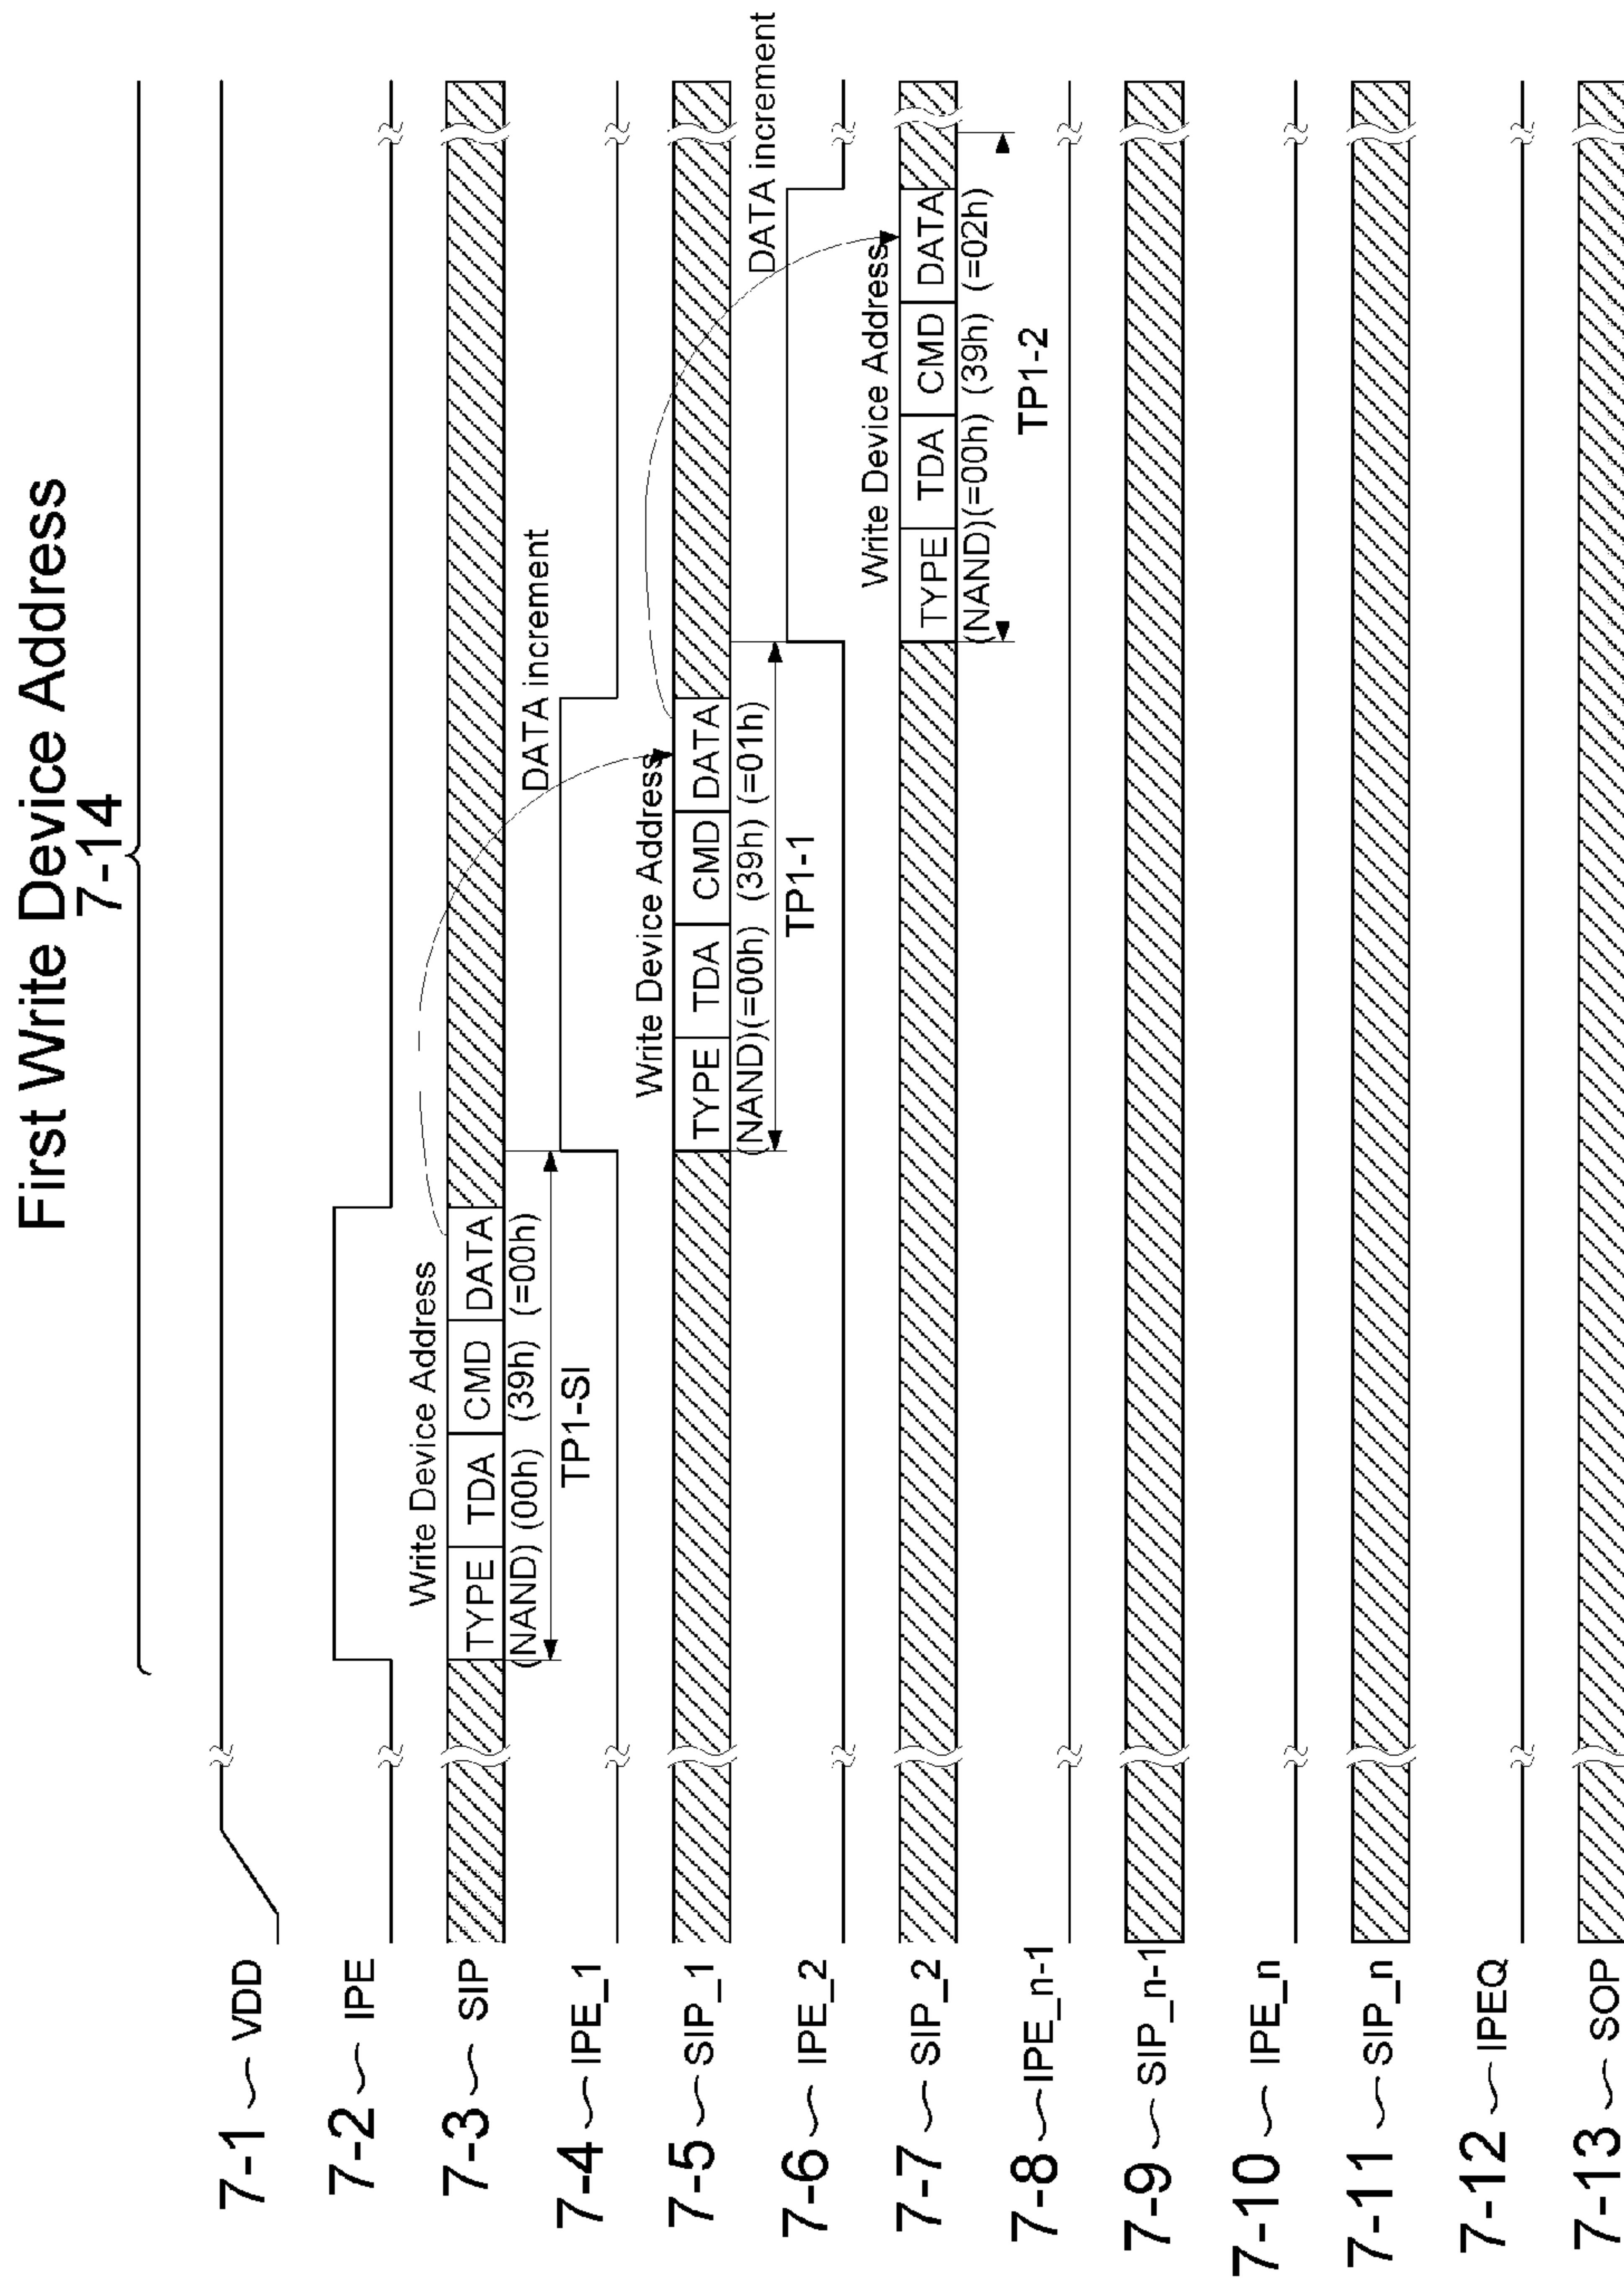 First Write Device Address
7-14
7-1 VDD
7-2 IPE
Write Device Address
7-3 SIP
TYPE TDA CMD DATA
(NAND) (00h) (39h) (=00h)
TP1-SI
DATA increment
7-4 IPE_1
Write Device Address
7-5 SIP_1
TYPE TDA CMD DATA
(NAND)(=00h) (39h) (=01h)
TP1-1
DATA increment
7-6 IPE_2
Write Device Address
7-7 SIP_2
TYPE TDA CMD DATA
(NAND)(=00h) (39h) (=02h)
TP1-2
7-8 IPE_n-1
7-9 SIP_n-1
7-10 IPE_n
7-11 SIP_n
7-12 IPEQ
7-13 SOP